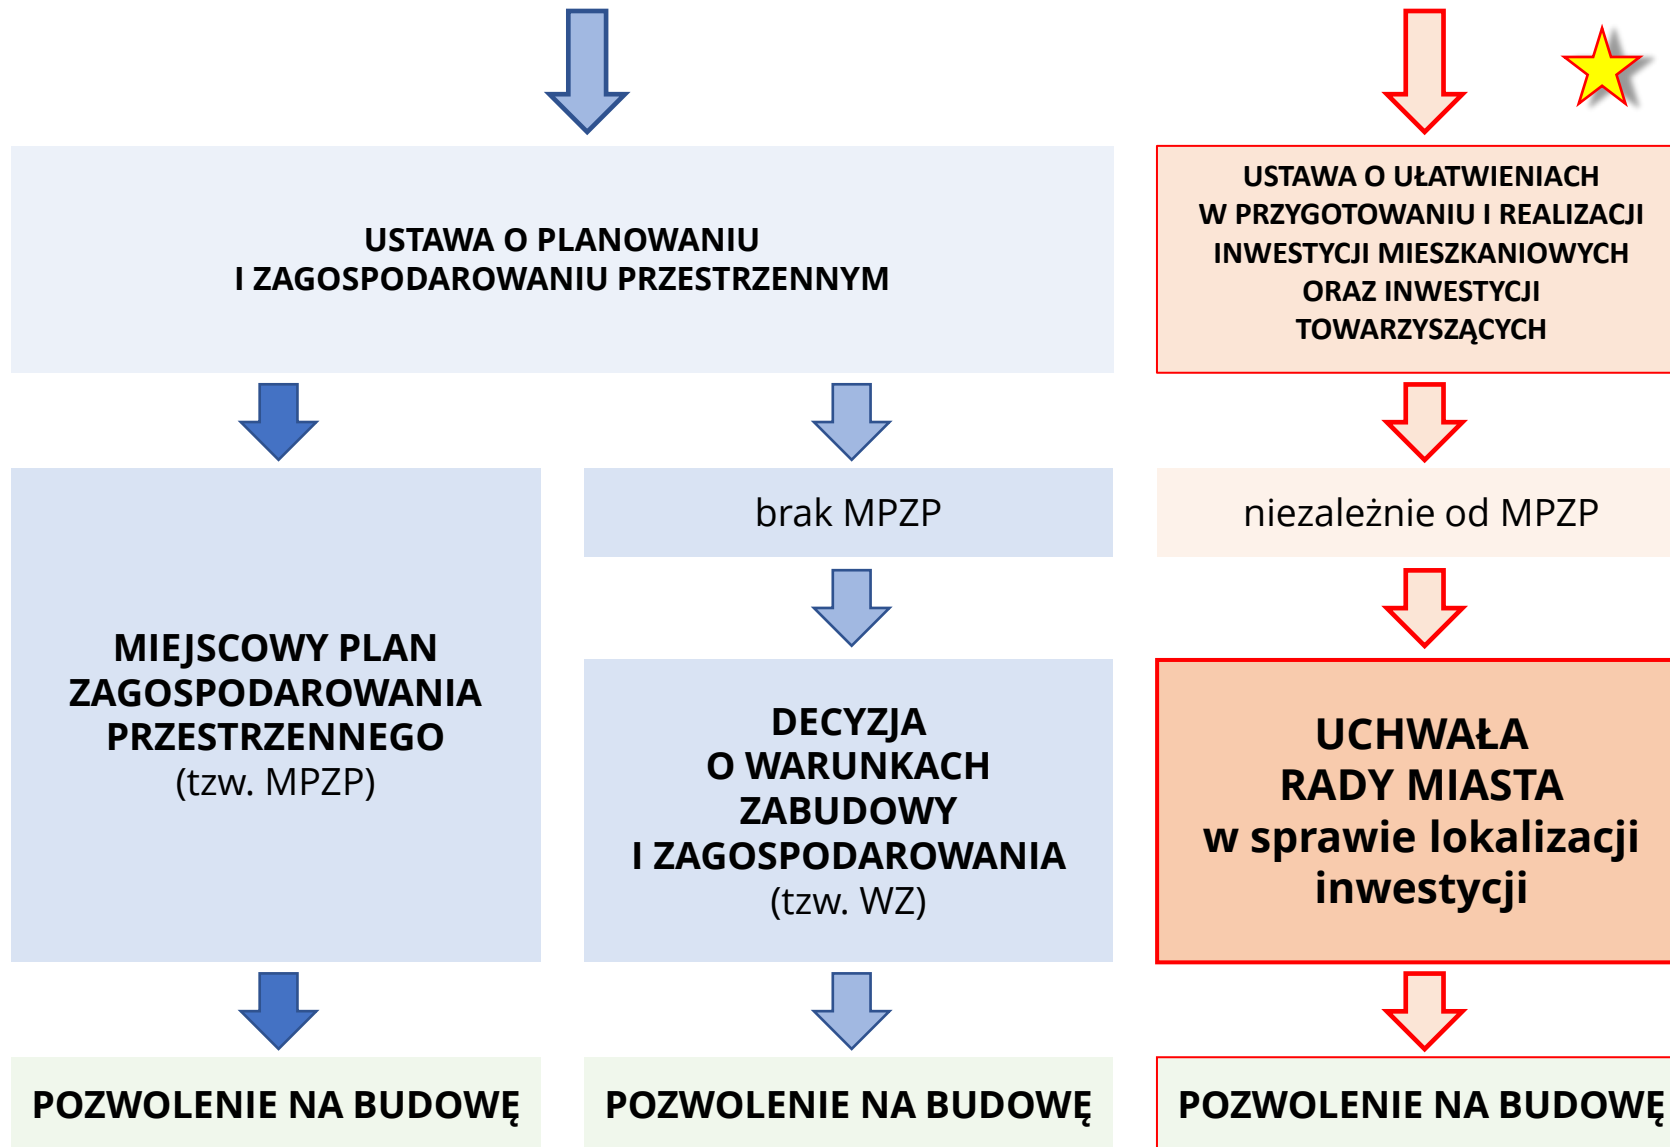 USTAWA O PLANOWANIU
I ZAGOSPODAROWANIU PRZESTRZENNYM
USTAWA O UŁATWIENIACH
W PRZYGOTOWANIU I REALIZACJI
INWESTYCJI MIESZKANIOWYCH
ORAZ INWESTYCJI
TOWARZYSZĄCYCH
MIEJSCOWY PLAN
ZAGOSPODAROWANIA
PRZESTRZENNEGO
(tzw. MPZP)
brak MPZP
DECYZJA
O WARUNKACH
ZABUDOWY
I ZAGOSPODAROWANIA
(tzw. WZ)
niezależnie od MPZP
UCHWAŁA
RADY MIASTA
w sprawie lokalizacji
inwestycji
POZWOLENIE NA BUDOWĘ
POZWOLENIE NA BUDOWĘ
POZWOLENIE NA BUDOWĘ